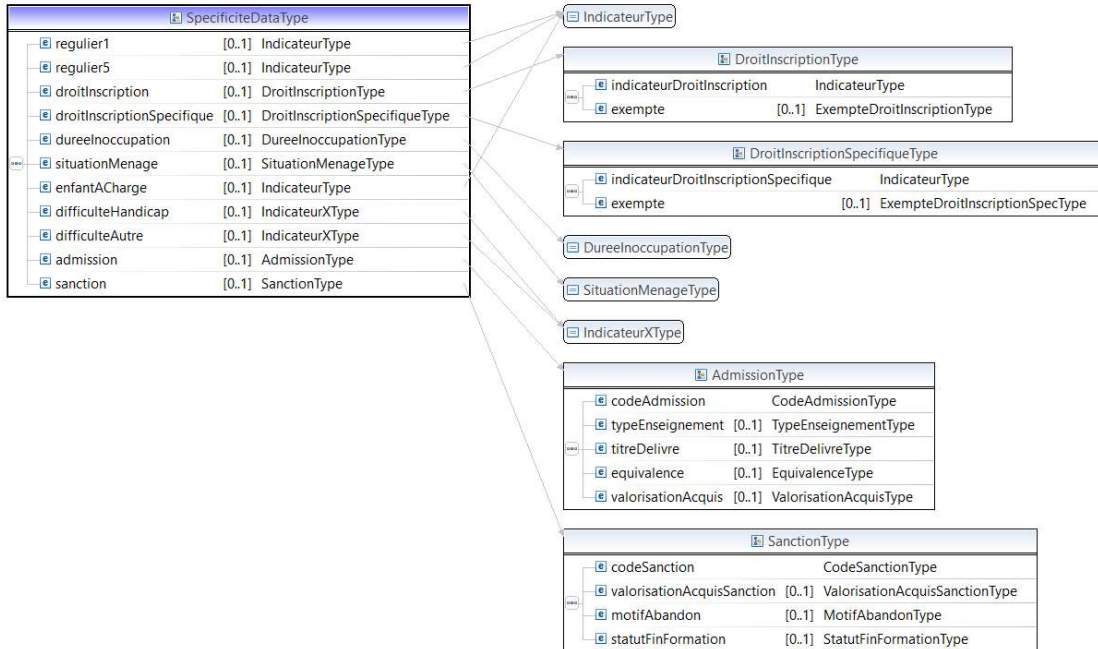 SpecificiteDataType
regulier1 [0..1] IndicateurType
regulier5 [0..1] IndicateurType
droitInscription [0..1] DroitInscriptionType
droitInscriptionSpecifique [0..1] DroitInscriptionSpecifiqueType
dureeInoccupation [0..1] DureeInoccupationType
situationMenage [0..1] SituationMenageType
enfantACharge [0..1] IndicateurType
difficulteHandicap [0..1] IndicateurXType
difficulteAutre [0..1] IndicateurXType
admission [0..1] AdmissionType
sanction [0..1] SanctionType
IndicateurType
DroitInscriptionType
indicateurDroitInscription IndicateurType
exempte [0..1] ExempteDroitInscriptionType
DroitInscriptionSpecifiqueType
indicateurDroitInscriptionSpecifique IndicateurType
exempte [0..1] ExempteDroitInscriptionSpecType
DureeInoccupationType
SituationMenageType
IndicateurXType
AdmissionType
codeAdmission CodeAdmissionType
typeEnseignement [0..1] TypeEnseignementType
titreDelivre [0..1] TitreDelivreType
equivalence [0..1] EquivalenceType
valorisationAcquis [0..1] ValorisationAcquisType
SanctionType
codeSanction CodeSanctionType
valorisationAcquisSanction [0..1] ValorisationAcquisSanctionType
motifAbandon [0..1] MotifAbandonType
statutFinFormation [0..1] StatutFinFormationType